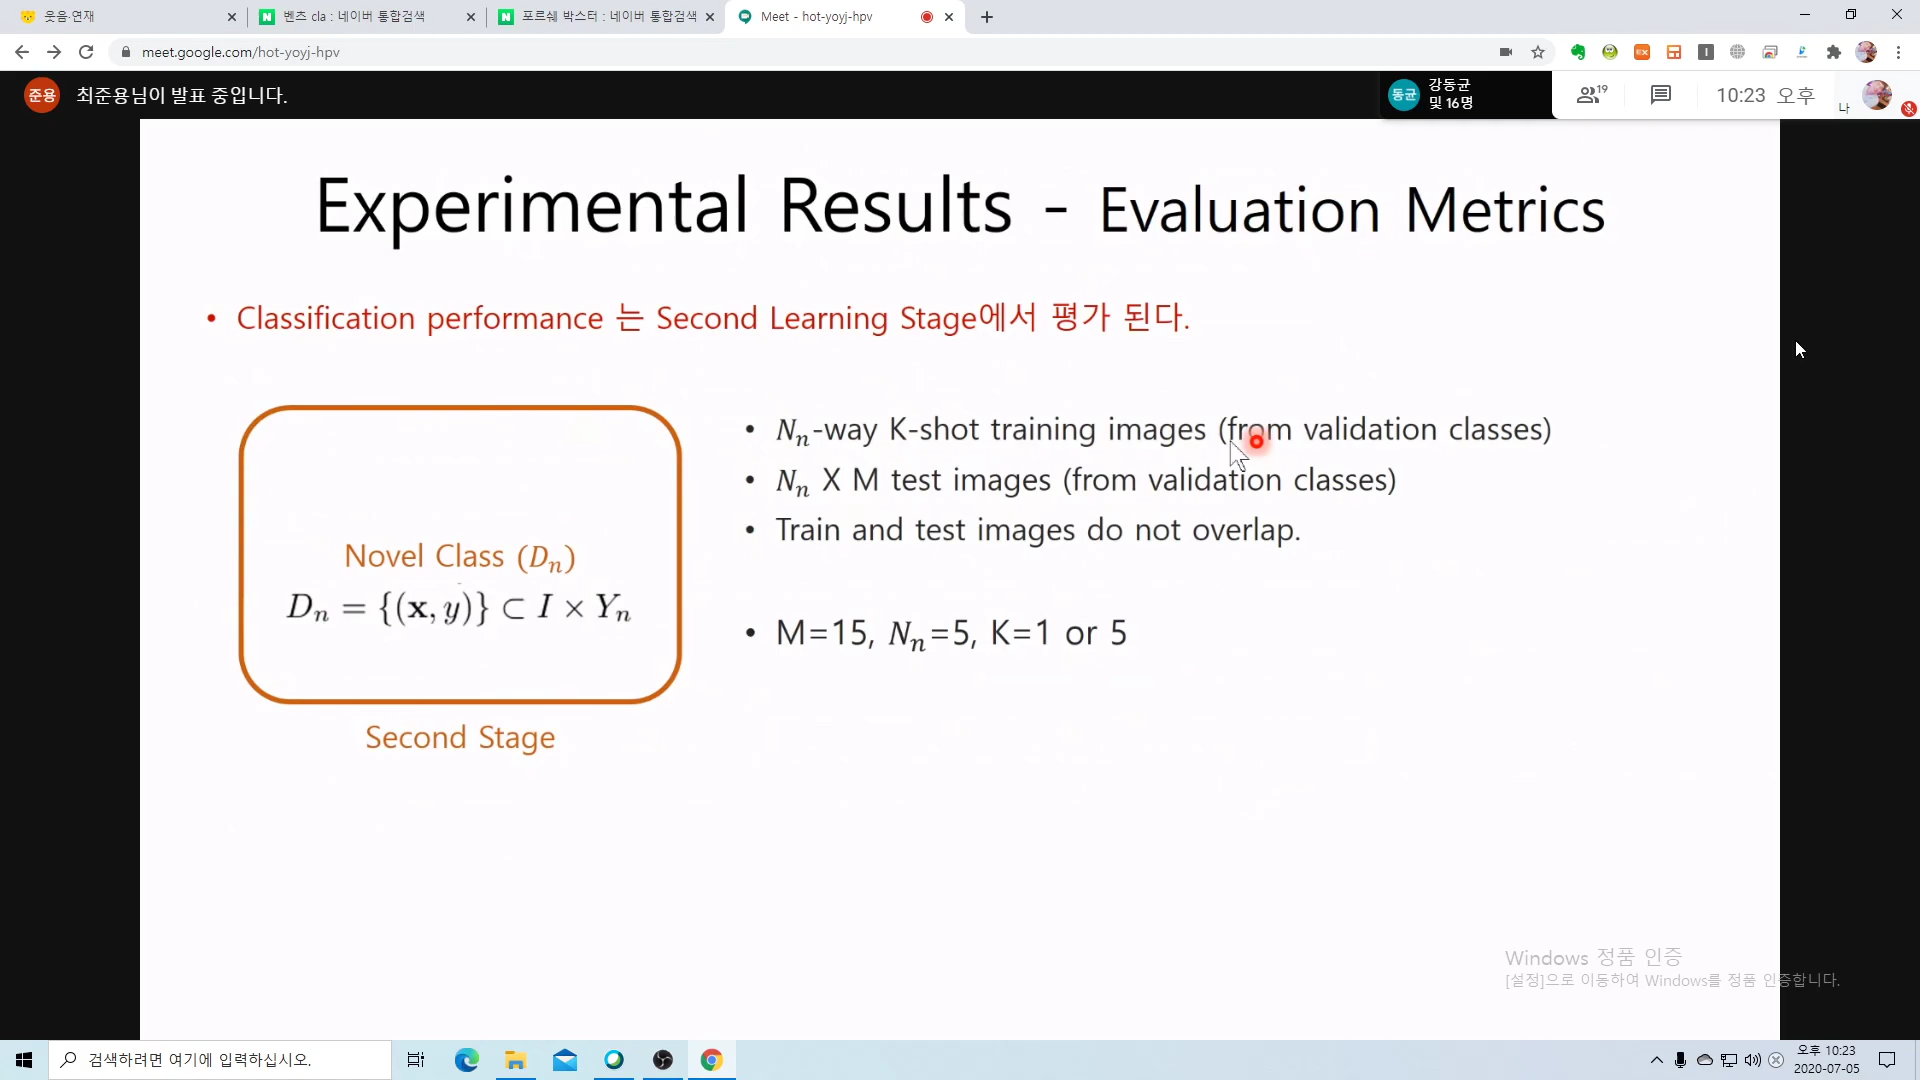 웃음·연재
벤츠 cla : 네이버 통합검색
포르쉐 박스터 : 네이버 통합검색
Meet - hot-yoyj-hpv
meet.google.com/hot-yoyj-hpv
준용
최준용님이 발표 중입니다.
동균
강동균
및 16명
19
10:23 오후
나
Experimental Results - Evaluation Metrics
• Classification performance 는 Second Learning Stage에서 평가 된다.
• Nₙ-way K-shot training images (from validation classes)
• Nₙ X M test images (from validation classes)
• Train and test images do not overlap.
Novel Class (Dₙ)
Dₙ = {(x, y)} ⊂ I × Yₙ
• M=15, Nₙ=5, K=1 or 5
Second Stage
Windows 정품 인증
[설정]으로 이동하여 Windows를 정품 인증합니다.
검색하려면 여기에 입력하십시오.
오후 10:23
2020-07-05